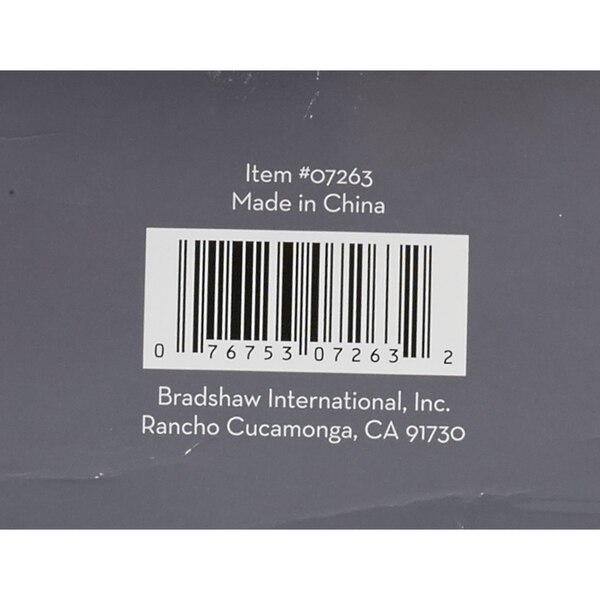 Item #07263
Made in China
0 76753 07263 2
Bradshaw International, Inc.
Rancho Cucamonga, CA 91730